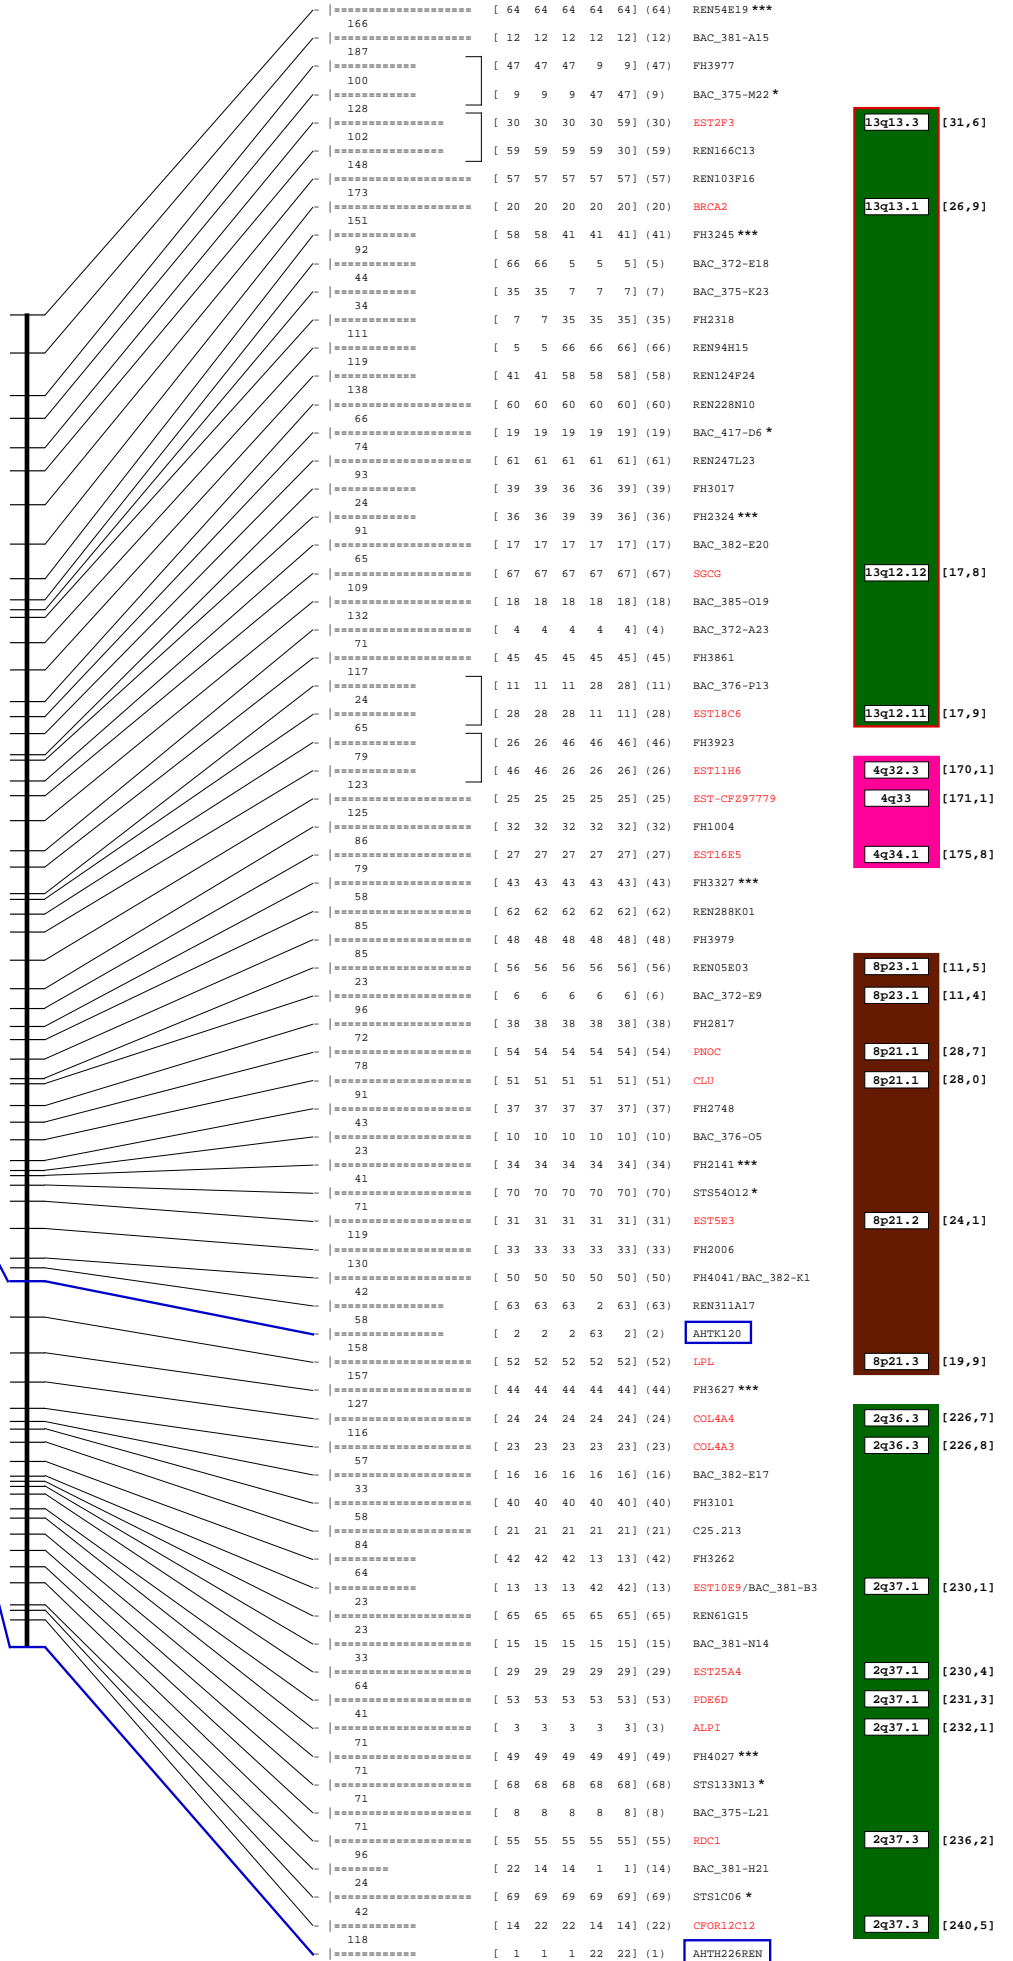 - |=================== [ 64 64 64 64 64] (64) REN54E19 ***
166
- |=================== [ 12 12 12 12 12] (12) BAC_381-A15
187
- |============ [ 47 47 47 9 9] (47) FH3977
100
- |============ [ 9 9 9 47 47] (9) BAC_375-M22 *
128
- |================ [ 30 30 30 30 59] (30) EST2F3 13q13.3 [31,6]
102
- |================ [ 59 59 59 59 30] (59) REN166C13
148
- |=================== [ 57 57 57 57 57] (57) REN103F16
173
- |=================== [ 20 20 20 20 20] (20) BRCA2 13q13.1 [26,9]
151
- |============ [ 58 58 41 41 41] (41) FH3245 ***
92
- |============ [ 66 66 5 5 5] (5) BAC_372-E18
44
- |============ [ 35 35 7 7 7] (7) BAC_375-K23
34
- |============ [ 7 7 35 35 35] (35) FH2318
111
- |============ [ 5 5 66 66 66] (66) REN94H15
119
- |============ [ 41 41 58 58 58] (58) REN124F24
138
- |=================== [ 60 60 60 60 60] (60) REN228N10
66
- |=================== [ 19 19 19 19 19] (19) BAC_417-D6 *
74
- |=================== [ 61 61 61 61 61] (61) REN247L23
93
- |============ [ 39 39 36 36 39] (39) FH3017
24
- |============ [ 36 36 39 39 36] (36) FH2324 ***
91
- |=================== [ 17 17 17 17 17] (17) BAC_382-E20
65
- |=================== [ 67 67 67 67 67] (67) SGCG 13q12.12 [17,8]
109
- |=================== [ 18 18 18 18 18] (18) BAC_385-O19
132
- |=================== [ 4 4 4 4 4] (4) BAC_372-A23
71
- |=================== [ 45 45 45 45 45] (45) FH3861
117
- |============ [ 11 11 11 28 28] (11) BAC_376-P13
24
- |============ [ 28 28 28 11 11] (28) EST18C6 13q12.11 [17,9]
65
- |============ [ 26 26 46 46 46] (46) FH3923
79
- |============ [ 46 46 26 26 26] (26) EST11H6 4q32.3 [170,1]
123
- |=================== [ 25 25 25 25 25] (25) EST-CFZ97779 4q33 [171,1]
125
- |=================== [ 32 32 32 32 32] (32) FH1004
86
- |=================== [ 27 27 27 27 27] (27) EST16E5 4q34.1 [175,8]
79
- |=================== [ 43 43 43 43 43] (43) FH3327 ***
58
- |=================== [ 62 62 62 62 62] (62) REN288K01
85
- |=================== [ 48 48 48 48 48] (48) FH3979
85
- |=================== [ 56 56 56 56 56] (56) REN05E03 8p23.1 [11,5]
23
- |=================== [ 6 6 6 6 6] (6) BAC_372-E9 8p23.1 [11,4]
96
- |=================== [ 38 38 38 38 38] (38) FH2817
72
- |=================== [ 54 54 54 54 54] (54) PNOC 8p21.1 [28,7]
78
- |=================== [ 51 51 51 51 51] (51) CLU 8p21.1 [28,0]
91
- |=================== [ 37 37 37 37 37] (37) FH2748
43
- |=================== [ 10 10 10 10 10] (10) BAC_376-O5
23
- |=================== [ 34 34 34 34 34] (34) FH2141 ***
41
- |=================== [ 70 70 70 70 70] (70) STS54O12 *
71
- |=================== [ 31 31 31 31 31] (31) EST5E3 8p21.2 [24,1]
119
- |=================== [ 33 33 33 33 33] (33) FH2006
130
- |=================== [ 50 50 50 50 50] (50) FH4041/BAC_382-K1
42
- |================ [ 63 63 63 2 63] (63) REN311A17
58
- |================ [ 2 2 2 63 2] (2) AHTK120
158
- |=================== [ 52 52 52 52 52] (52) LPL 8p21.3 [19,9]
157
- |=================== [ 44 44 44 44 44] (44) FH3627 ***
127
- |=================== [ 24 24 24 24 24] (24) COL4A4 2q36.3 [226,7]
116
- |=================== [ 23 23 23 23 23] (23) COL4A3 2q36.3 [226,8]
57
- |=================== [ 16 16 16 16 16] (16) BAC_382-E17
33
- |=================== [ 40 40 40 40 40] (40) FH3101
58
- |=================== [ 21 21 21 21 21] (21) C25.213
84
- |============ [ 42 42 42 13 13] (42) FH3262
64
- |============ [ 13 13 13 42 42] (13) EST10E9/BAC_381-B3 2q37.1 [230,1]
23
- |=================== [ 65 65 65 65 65] (65) REN61G15
23
- |=================== [ 15 15 15 15 15] (15) BAC_381-N14
33
- |=================== [ 29 29 29 29 29] (29) EST25A4 2q37.1 [230,4]
64
- |=================== [ 53 53 53 53 53] (53) PDE6D 2q37.1 [231,3]
41
- |=================== [ 3 3 3 3 3] (3) ALPI 2q37.1 [232,1]
71
- |=================== [ 49 49 49 49 49] (49) FH4027 ***
71
- |=================== [ 68 68 68 68 68] (68) STS133N13 *
71
- |=================== [ 8 8 8 8 8] (8) BAC_375-L21
71
- |=================== [ 55 55 55 55 55] (55) RDC1 2q37.3 [236,2]
96
- |======== [ 22 14 14 1 1] (14) BAC_381-H21
24
- |=================== [ 69 69 69 69 69] (69) STS1C06 *
42
- |============ [ 14 22 22 14 14] (22) CFOR12C12 2q37.3 [240,5]
118
- |============ [ 1 1 1 22 22] (1) AHTH226REN